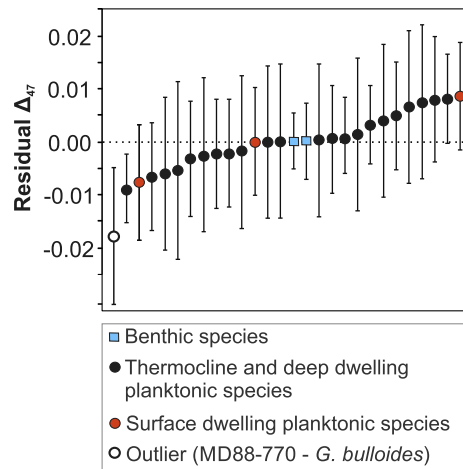 0.02
0.01
0.00
-0.01
-0.02
Residual Δ47
Benthic species
Thermocline and deep dwelling
planktonic species
Surface dwelling planktonic species
Outlier (MD88-770 - G. bulloides)